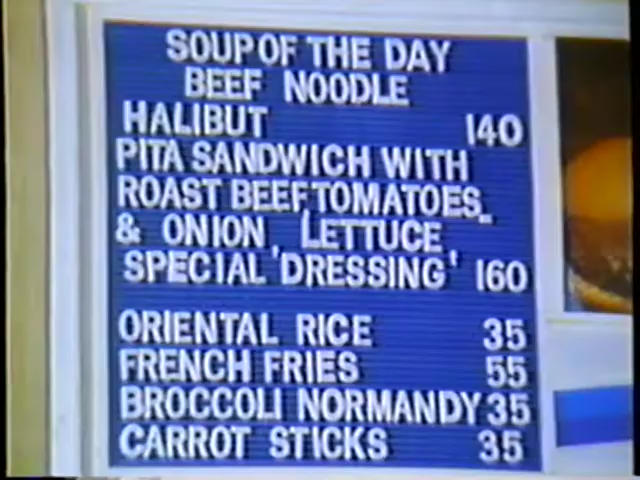 SOUP OF THE DAY
BEEF NOODLE
HALIBUT 140
PITA SANDWICH WITH
ROAST BEEF, TOMATOES,
& ONION, LETTUCE,
SPECIAL 'DRESSING' 160
ORIENTAL RICE 35
FRENCH FRIES 55
BROCCOLI NORMANDY 35
CARROT STICKS 35